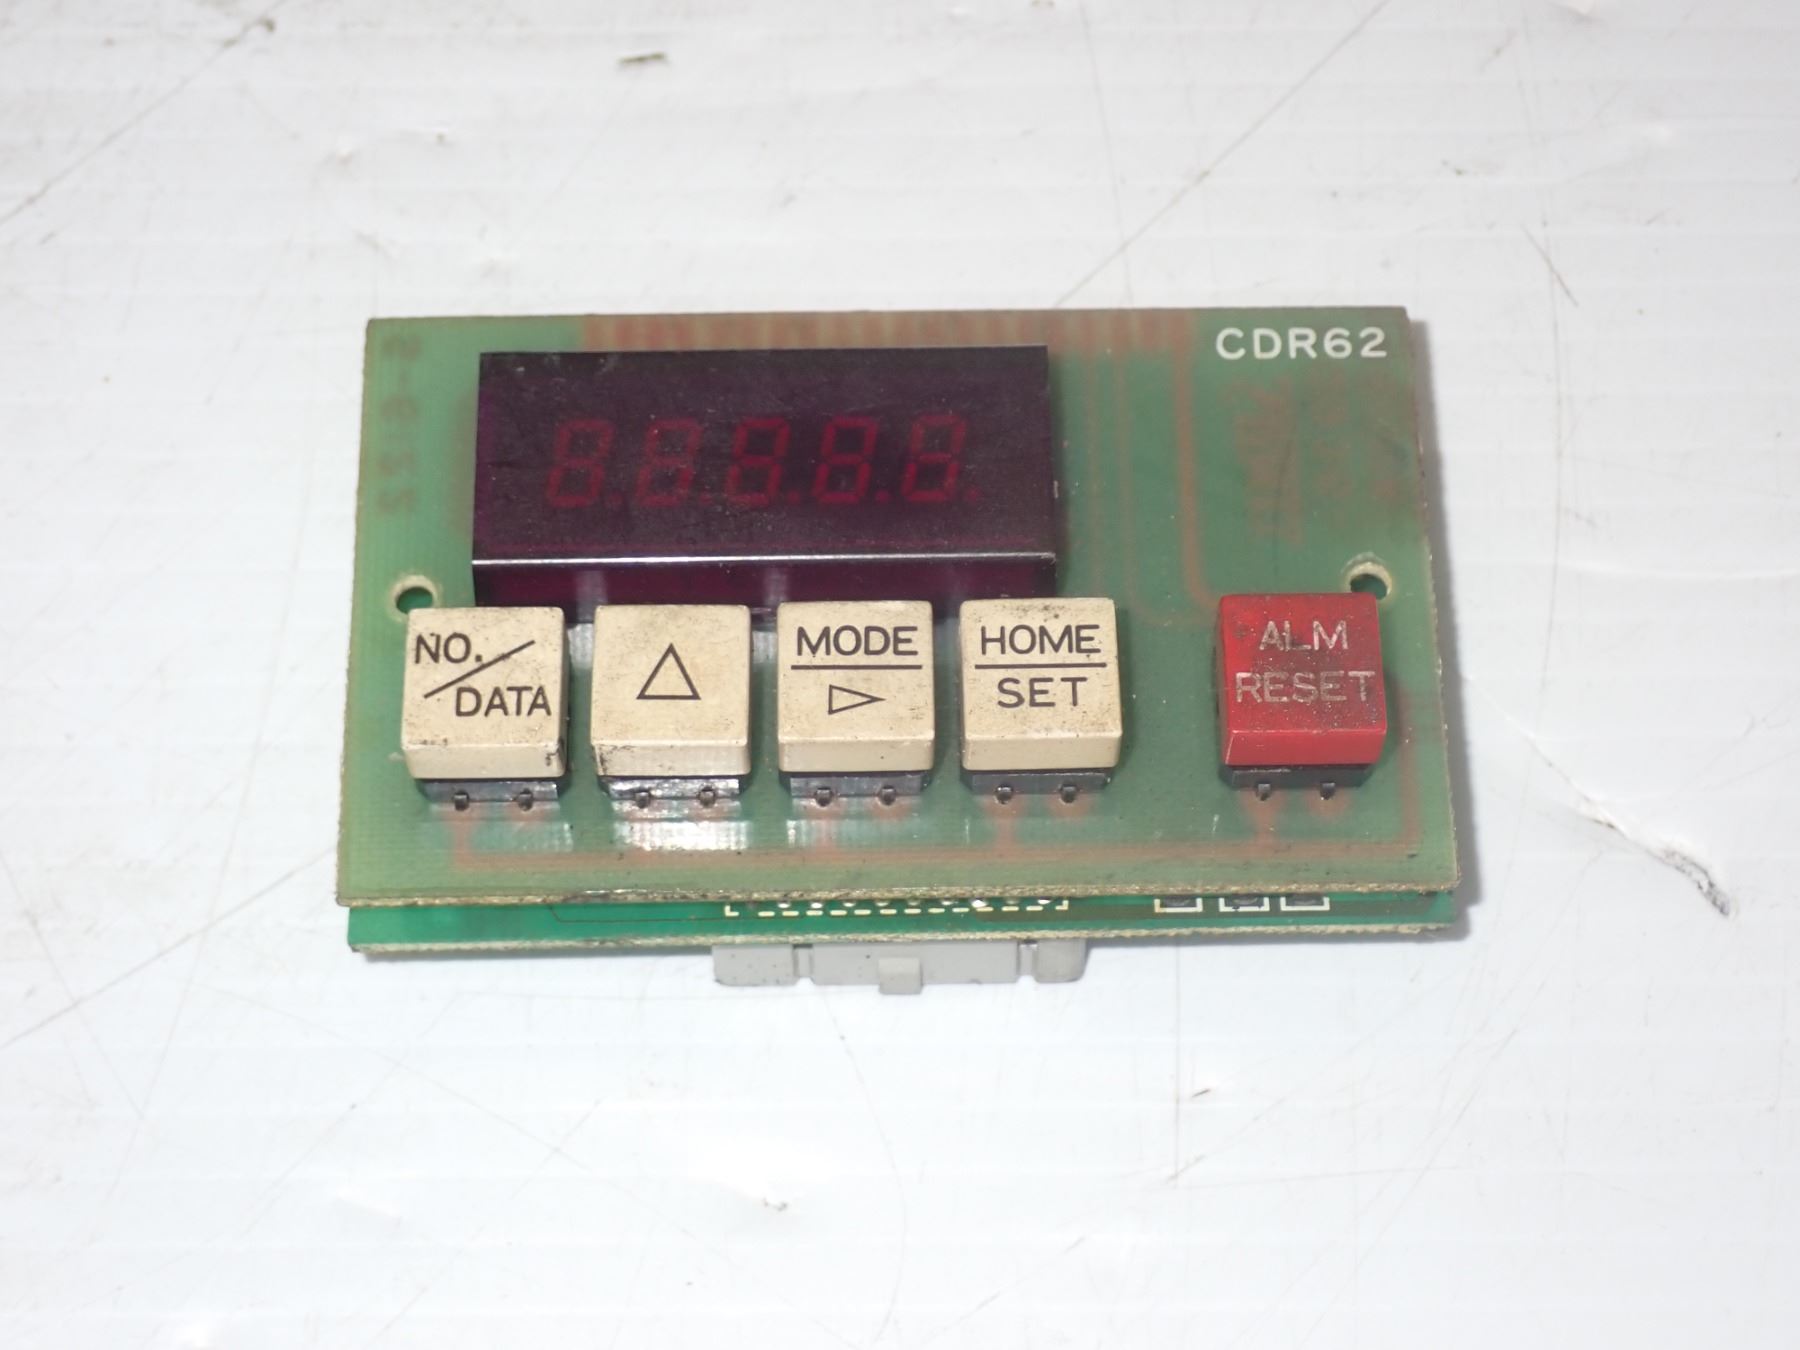 CDR62
NO./
DATA
△
MODE
▷
HOME
SET
ALM
RESET